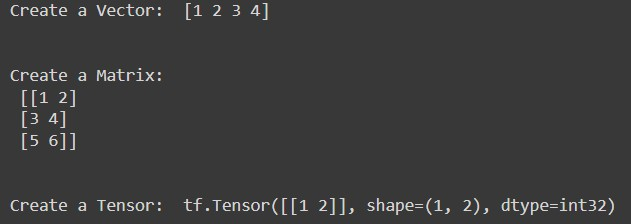 Create a Vector:  [1 2 3 4]
Create a Matrix:
[[1 2]
[3 4]
[5 6]]
Create a Tensor:  tf.Tensor([[1 2]], shape=(1, 2), dtype=int32)